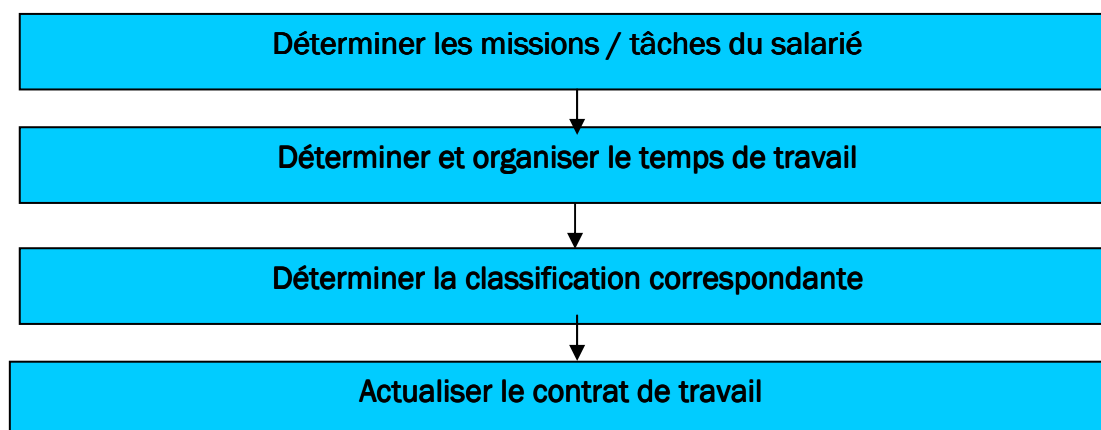 Déterminer les missions / tâches du salarié
Déterminer et organiser le temps de travail
Déterminer la classification correspondante
Actualiser le contrat de travail